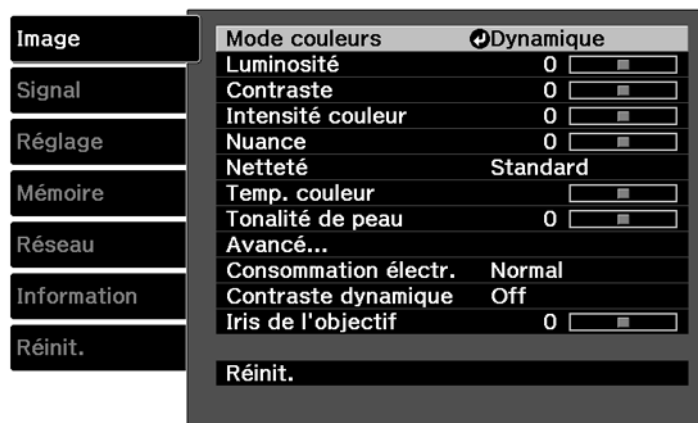 Image
Signal
Réglage
Mémoire
Réseau
Information
Réinit.
Mode couleurs Dynamique
Luminosité 0
Contraste 0
Intensité couleur 0
Nuance 0
Netteté Standard
Temp. couleur
Tonalité de peau 0
Avancé...
Consommation électr. Normal
Contraste dynamique Off
Iris de l'objectif 0
Réinit.